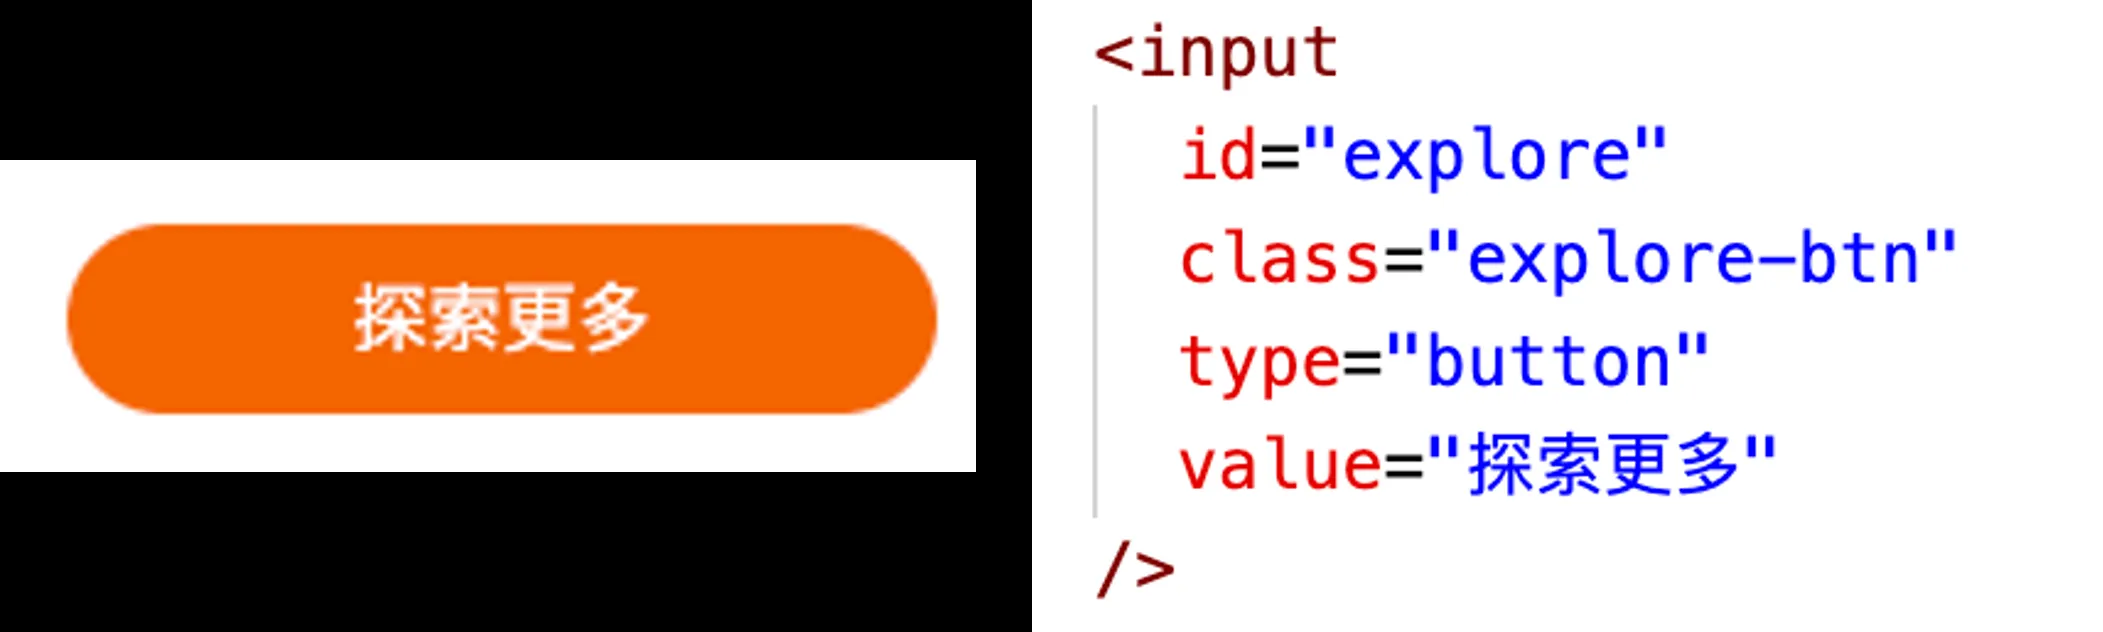 探索更多
<input
id="explore"
class="explore-btn"
type="button"
value="探索更多"
/>